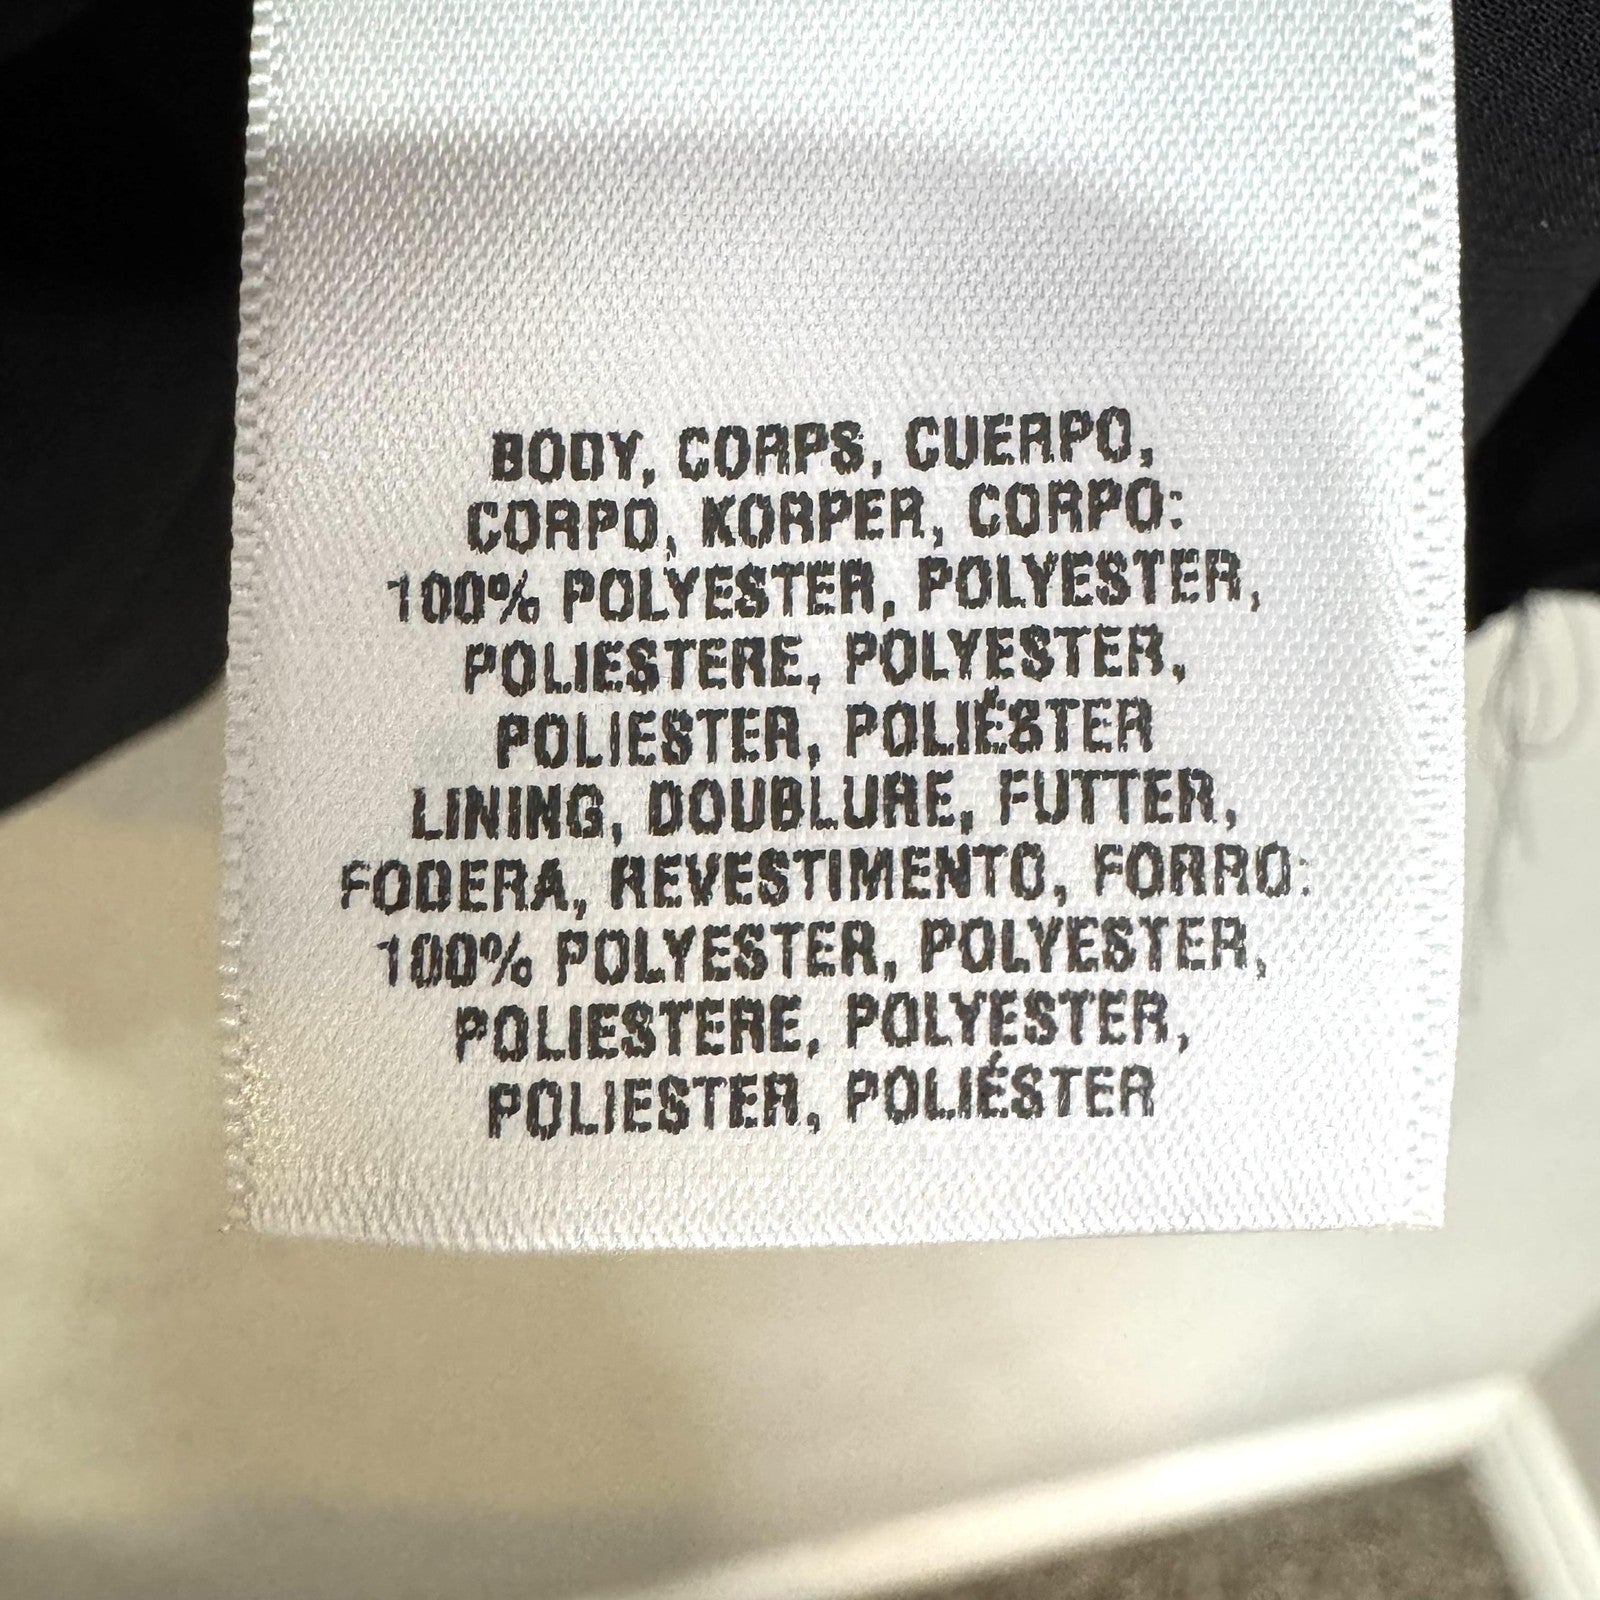 BODY, CORPS, CUERPO,
CORPO, KORPER, CORPO:
100% POLYESTER, POLYESTER,
POLIESTERE, POLYESTER,
POLIESTER, POLIÉSTER
LINING, DOUBLURE, FUTTER,
FODERA, REVESTIMENTO, FORRO:
100% POLYESTER, POLYESTER,
POLIESTERE, POLYESTER,
POLIESTER, POLIÉSTER